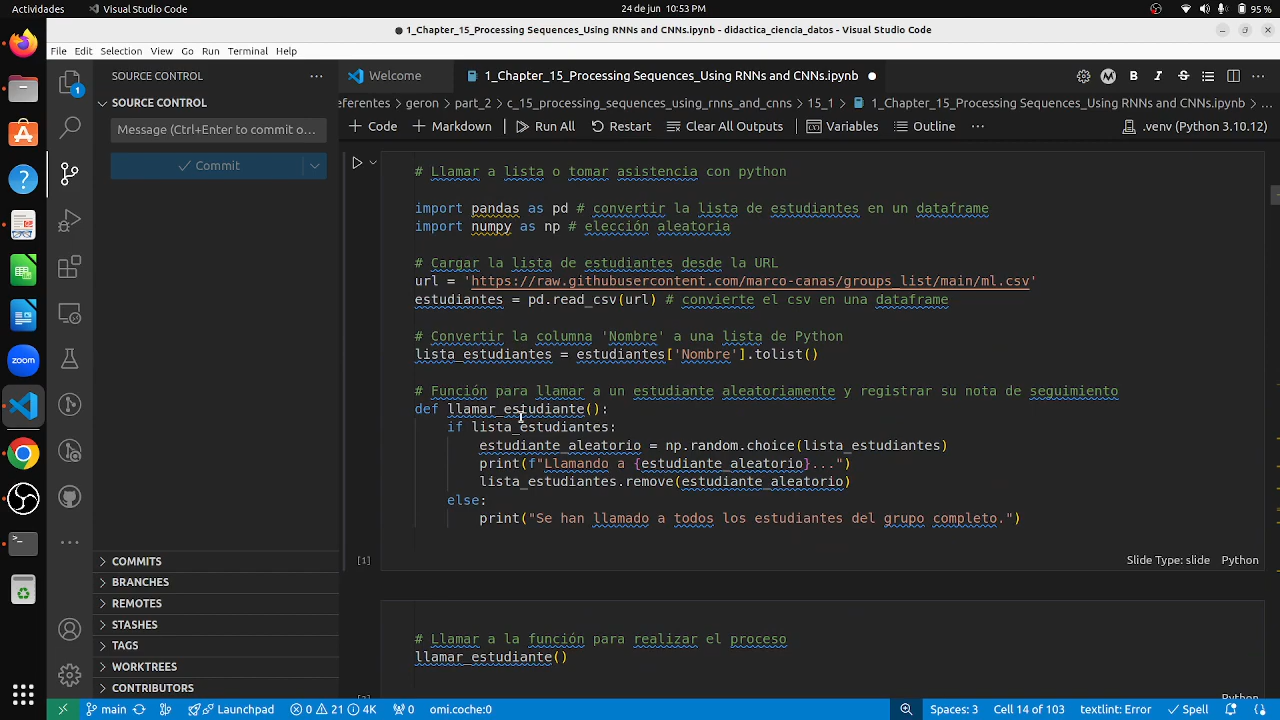 Actividades
Visual Studio Code
24 de jun 10:53 PM
95 %
1_Chapter_15_Processing Sequences_Using RNNs and CNNs.ipynb - didactica_ciencia_datos - Visual Studio Code
File Edit Selection View Go Run Terminal Help
SOURCE CONTROL
Welcome
1_Chapter_15_Processing Sequences_Using RNNs and CNNs.ipynb
SOURCE CONTROL
eferentes > geron > part_2 > c_15_processing_sequences_using_rnns_and_cnns > 15_1 > 1_Chapter_15_Processing Sequences_Using RNNs and CNNs.ipynb > ...
Message (Ctrl+Enter to commit o...
Code Markdown Run All Restart Clear All Outputs Variables Outline ... .venv (Python 3.10.12)
Commit
# Llamar a lista o tomar asistencia con python
import pandas as pd # convertir la lista de estudiantes en un dataframe
import numpy as np # elección aleatoria
# Cargar la lista de estudiantes desde la URL
url = 'https://raw.githubusercontent.com/marco-canas/groups_list/main/ml.csv'
estudiantes = pd.read_csv(url) # convierte el csv en una dataframe
# Convertir la columna 'Nombre' a una lista de Python
lista_estudiantes = estudiantes['Nombre'].tolist()
# Función para llamar a un estudiante aleatoriamente y registrar su nota de seguimiento
def llamar_estudiante():
if lista_estudiantes:
estudiante_aleatorio = np.random.choice(lista_estudiantes)
print(f"Llamando a {estudiante_aleatorio}...")
lista_estudiantes.remove(estudiante_aleatorio)
else:
print("Se han llamado a todos los estudiantes del grupo completo.")
[1]
Slide Type: slide Python
# Llamar a la función para realizar el proceso
llamar_estudiante()
COMMITS
BRANCHES
REMOTES
STASHES
TAGS
WORKTREES
CONTRIBUTORS
zoom
1
main Launchpad 0 21 4K 0 omi.coche:0 Spaces: 3 Cell 14 of 103 textlint: Error Spell